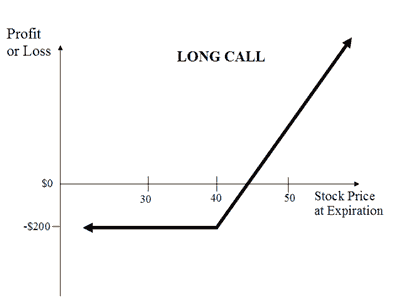 Profit
or Loss
LONG CALL
$0
30
40
50
Stock Price
at Expiration
-$200